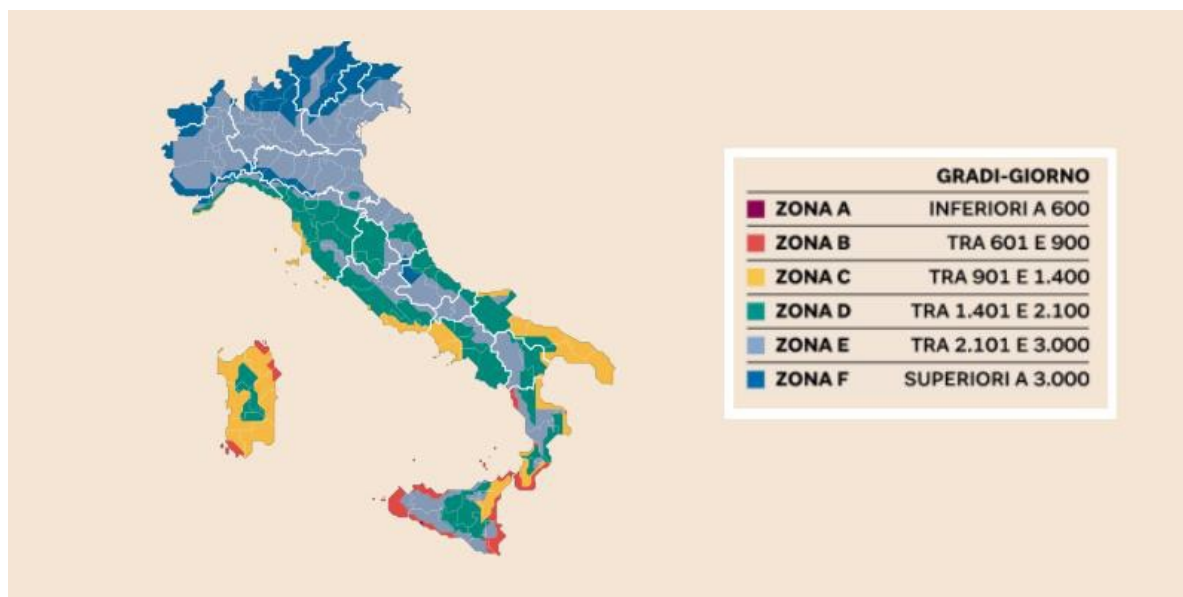 GRADI-GIORNO
ZONA A INFERIORI A 600
ZONA B TRA 601 E 900
ZONA C TRA 901 E 1.400
ZONA D TRA 1.401 E 2.100
ZONA E TRA 2.101 E 3.000
ZONA F SUPERIORI A 3.000